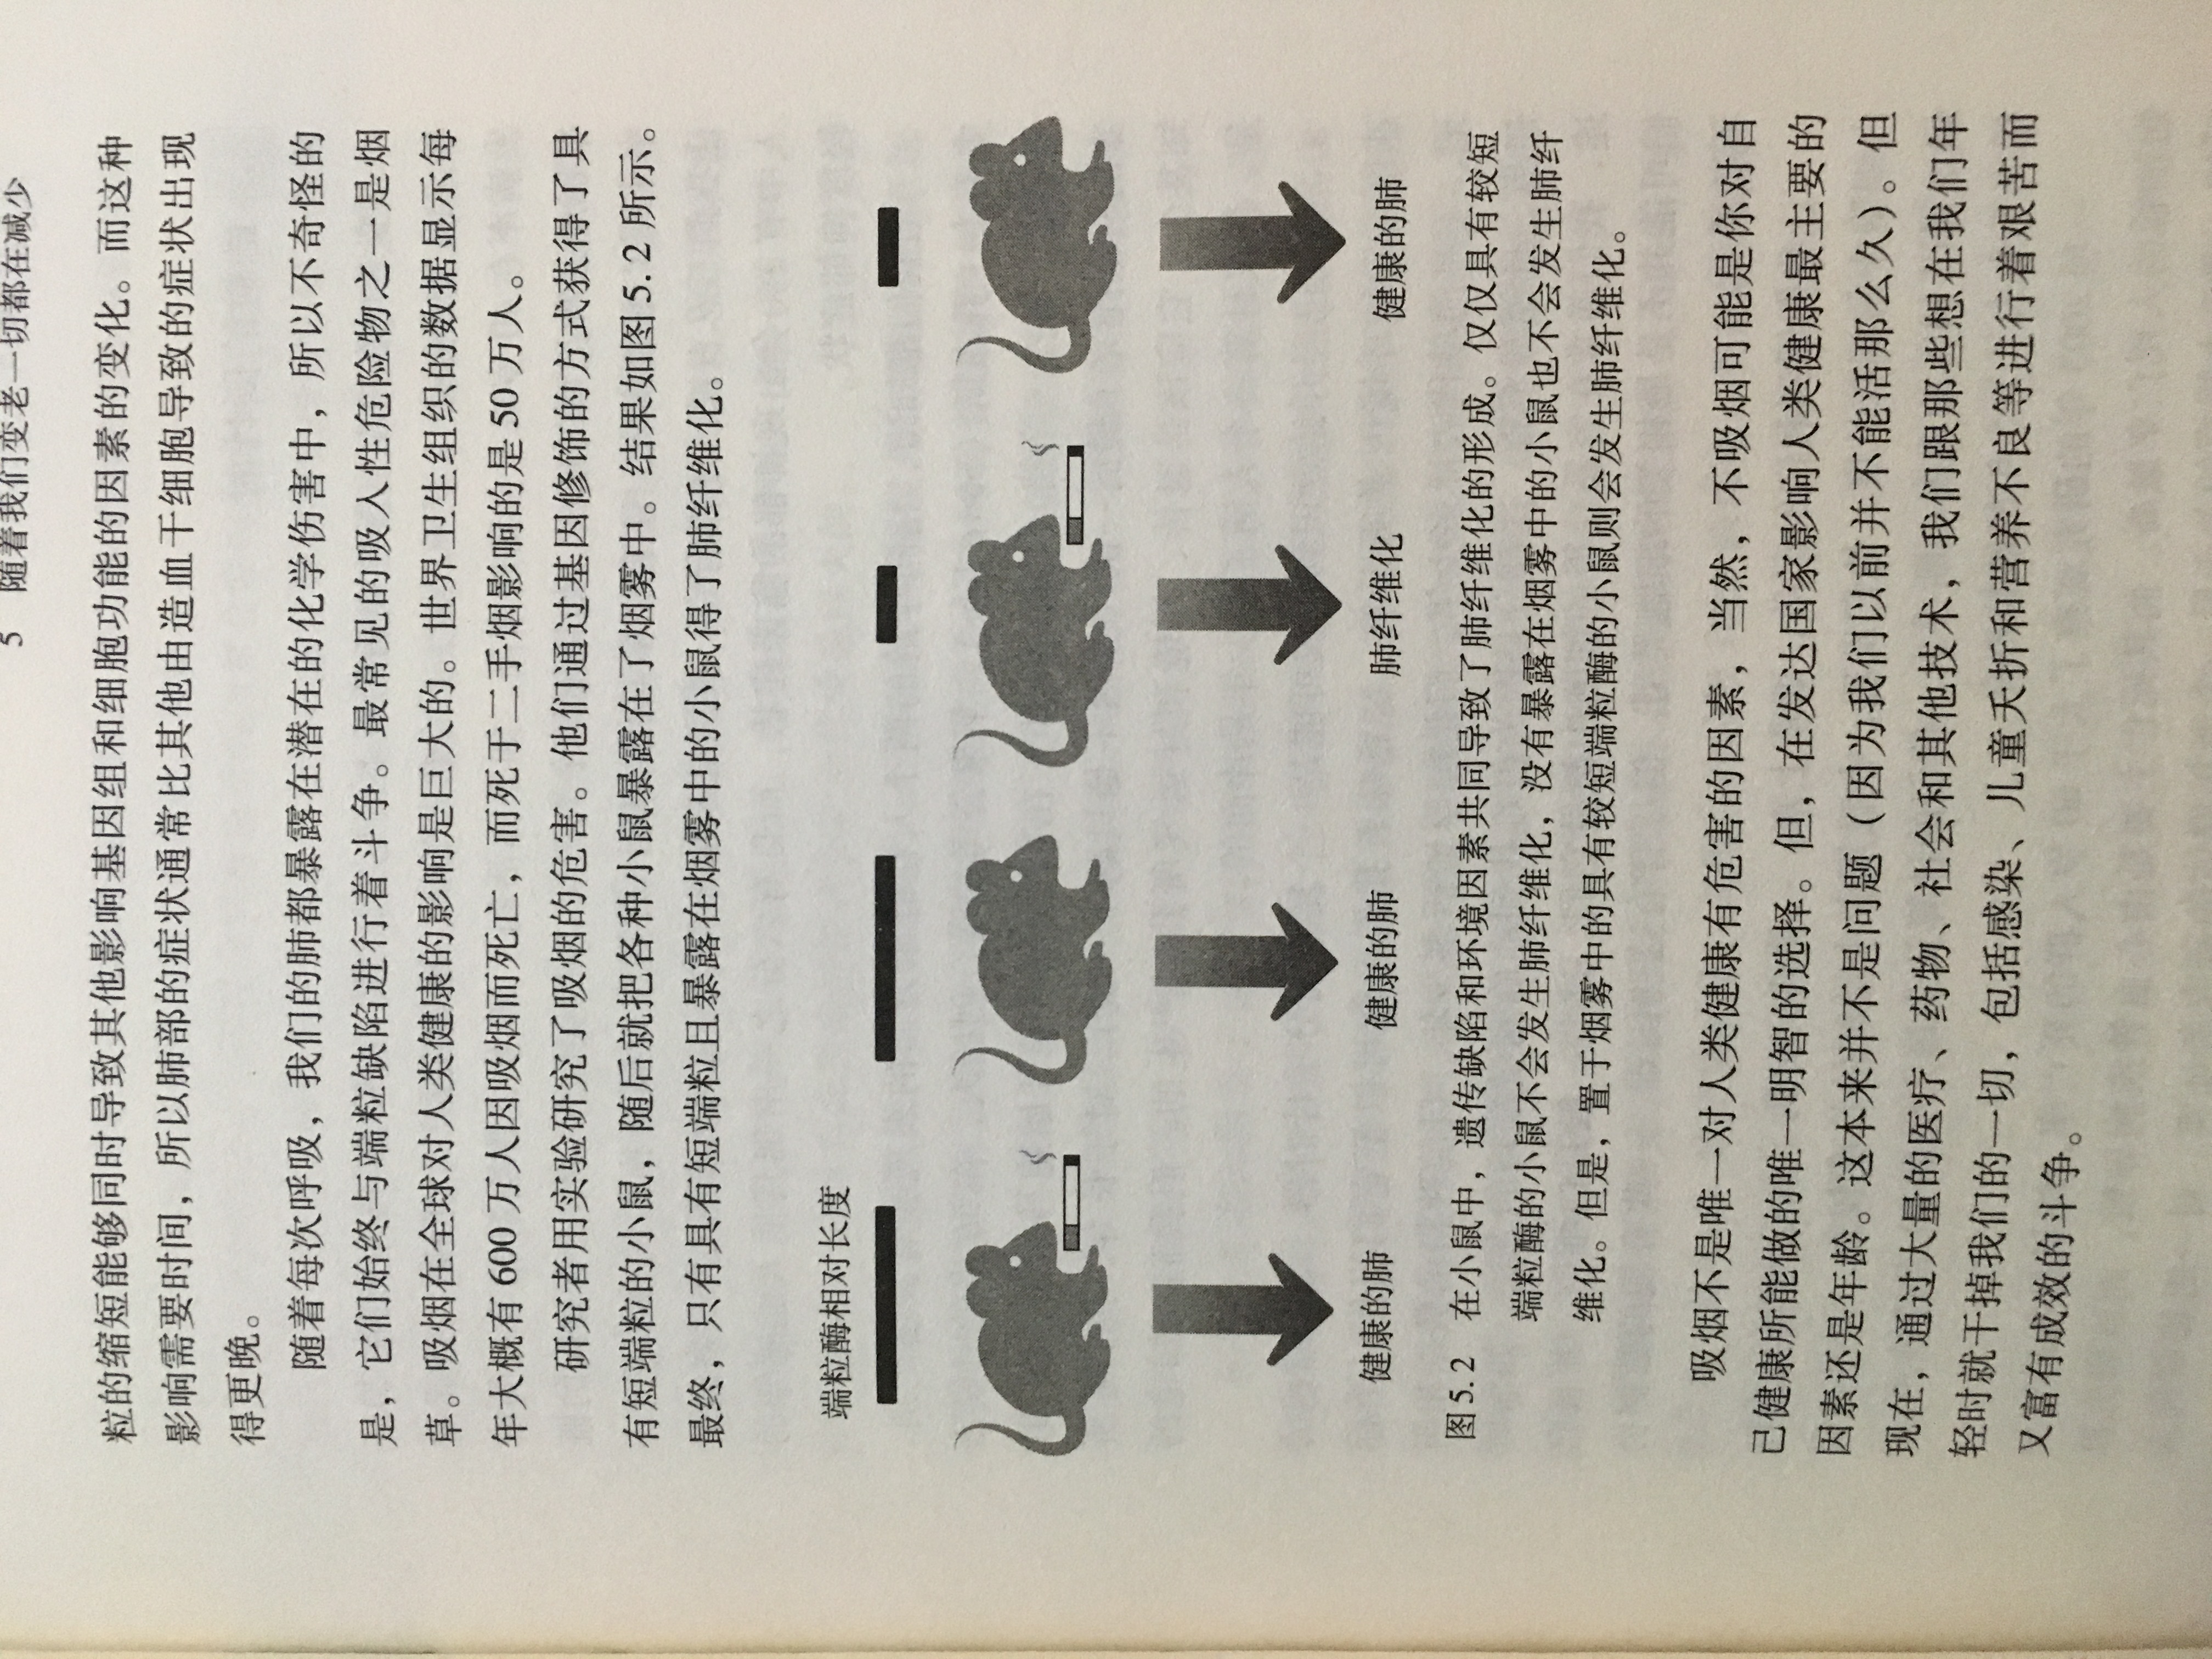 5 随着我们变老一切都在减少
粒的缩短能够同时导致其他影响基因组和细胞功能的因素的变化。而这种
影响需要时间，所以肺部的症状通常比其他由造血干细胞导致的症状出现
得更晚。
随着每次呼吸，我们的肺都暴露在潜在的化学伤害中，所以不奇怪的
是，它们始终与端粒缺陷进行着斗争。最常见的吸入性危险物之一是烟
草。吸烟在全球对人类健康的影响是巨大的。世界卫生组织的数据显示每
年大概有 600 万人因吸烟而死亡，而死于二手烟影响的是 50 万人。
研究者用实验研究了吸烟的危害。他们通过基因修饰的方式获得了具
有短端粒的小鼠，随后就把各种小鼠暴露在了烟雾中。结果如图 5.2 所示。
最终，只有具有短端粒且暴露在烟雾中的小鼠得了肺纤维化。
端粒酶相对长度
健康的肺 健康的肺 肺纤维化 健康的肺
图 5.2 在小鼠中，遗传缺陷和环境因素共同导致了肺纤维化的形成。仅仅具有较短
端粒酶的小鼠不会发生肺纤维化，没有暴露在烟雾中的小鼠也不会发生肺纤
维化。但是，置于烟雾中的具有较短端粒酶的小鼠则会发生肺纤维化。
吸烟不是唯一对人类健康有危害的因素，当然，不吸烟可能是你对自
己健康所能做的唯一明智的选择。但，在发达国家影响人类健康最主要的
因素还是年龄。这本来并不是问题（因为我们以前并不能活那么久）。但
现在，通过大量的医疗、药物、社会和其他技术，我们跟那些想在我们年
轻时就干掉我们的一切，包括感染、儿童夭折和营养不良等进行着艰苦而
又富有成效的斗争。